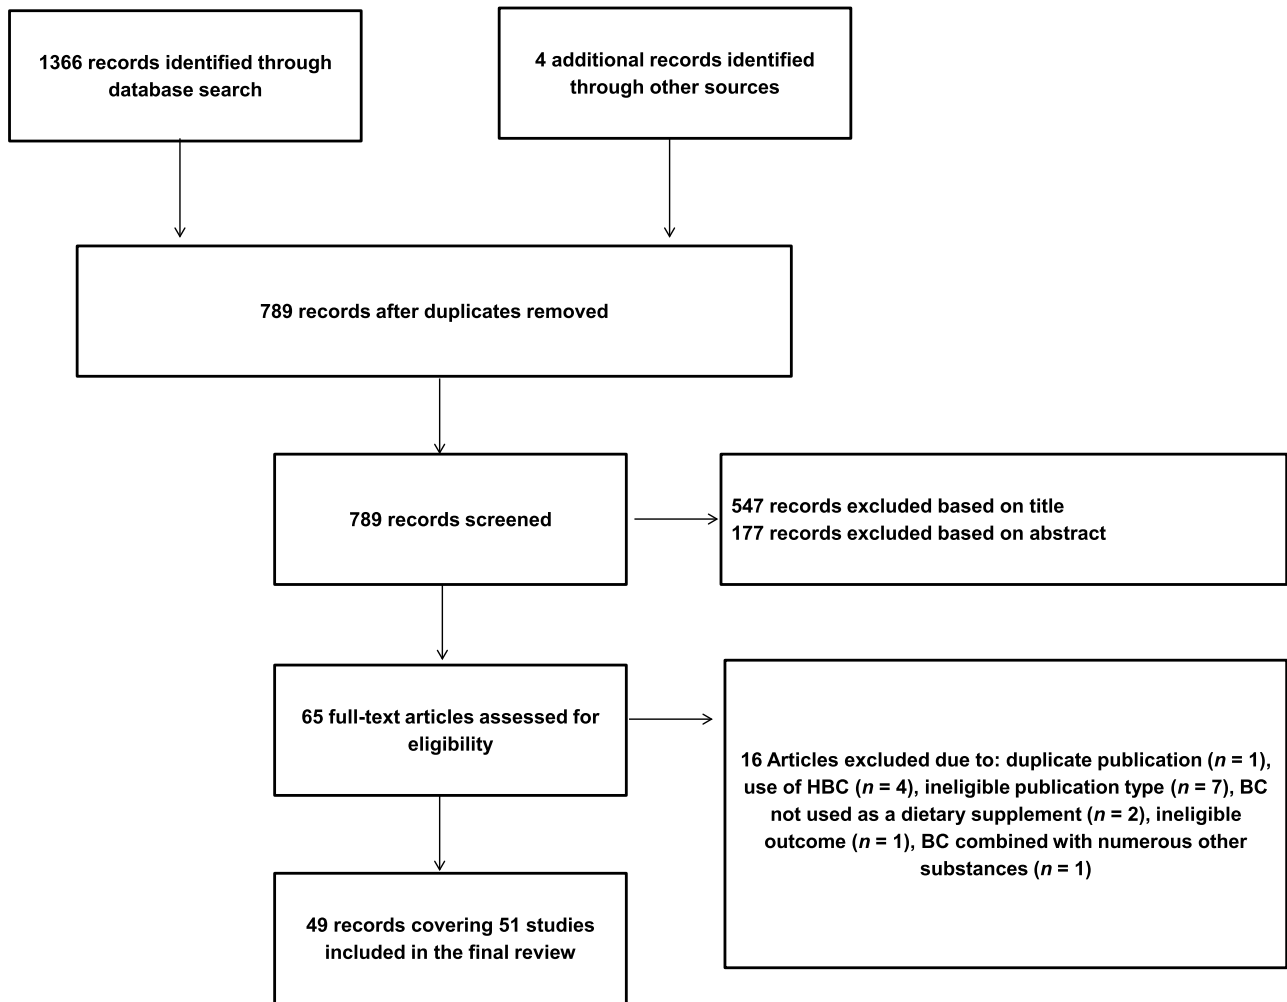 1366 records identified through
database search
4 additional records identified
through other sources
789 records after duplicates removed
789 records screened
547 records excluded based on title
177 records excluded based on abstract
65 full-text articles assessed for
eligibility
16 Articles excluded due to: duplicate publication (n = 1),
use of HBC (n = 4), ineligible publication type (n = 7), BC
not used as a dietary supplement (n = 2), ineligible
outcome (n = 1), BC combined with numerous other
substances (n = 1)
49 records covering 51 studies
included in the final review